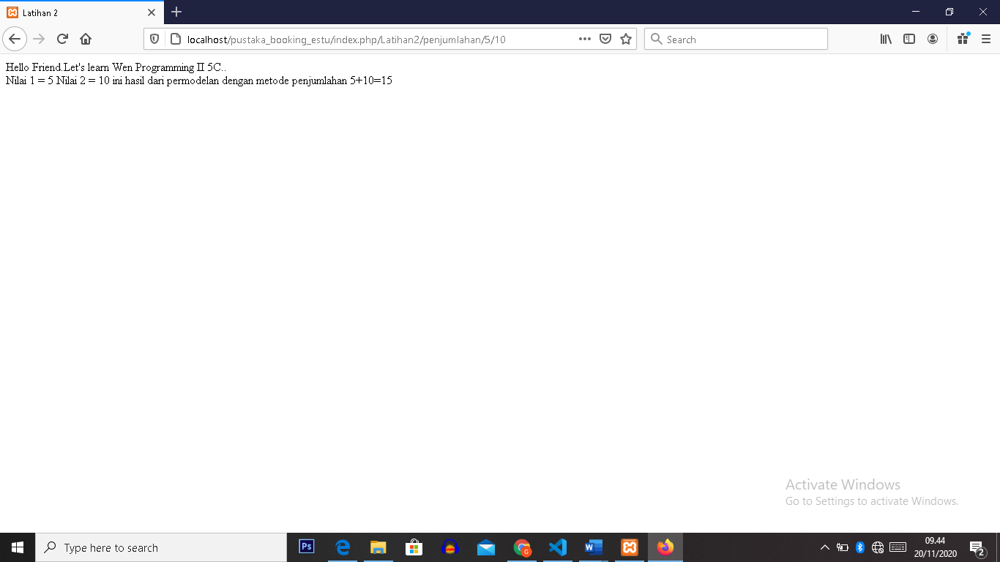 Latihan 2
localhost/pustaka_booking_estu/index.php/Latihan2/penjumlahan/5/10
Search
Hello Friend.Let's learn Wen Programming II 5C..
Nilai 1 = 5 Nilai 2 = 10 ini hasil dari permodelan dengan metode penjumlahan 5+10=15
Activate Windows
Go to Settings to activate Windows.
Type here to search
Ps
G
W
09.44
20/11/2020
2